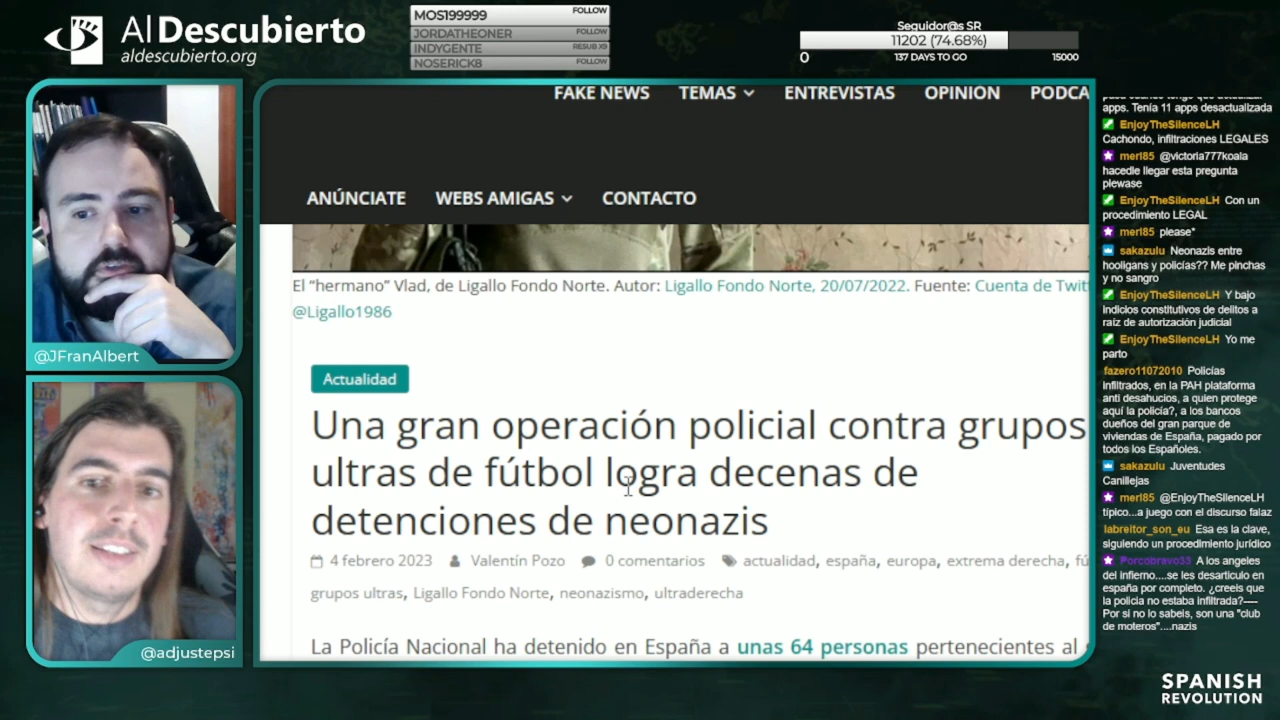 Al Descubierto
aldescubierto.org
MOS199999 FOLLOW
JORDATHEONER FOLLOW
INDYGENTE RESUB X9
NOSERICK8 FOLLOW
Seguidor@s SR
11202 (74.68%)
0 137 DAYS TO GO 15000
FAKE NEWS TEMAS ENTREVISTAS OPINION PODCA
ANÚNCIATE WEBS AMIGAS CONTACTO
El “hermano” Vlad, de Ligallo Fondo Norte. Autor: Ligallo Fondo Norte, 20/07/2022. Fuente: Cuenta de Twit
@Ligallo1986
Actualidad
Una gran operación policial contra grupos
ultras de fútbol logra decenas de
detenciones de neonazis
4 febrero 2023 Valentín Pozo 0 comentarios actualidad, españa, europa, extrema derecha, fú
grupos ultras, Ligallo Fondo Norte, neonazismo, ultraderecha
La Policía Nacional ha detenido en España a unas 64 personas pertenecientes al
@JFranAlbert
@adjustepsi
apps. Tenía 11 apps desactualizada
EnjoyTheSilenceLH
Cachondo, infiltraciones LEGALES
merl85 @victoria777koala
hacedle llegar esta pregunta
plewase
EnjoyTheSilenceLH Con un
procedimiento LEGAL
merl85 please*
sakazulu Neonazis entre
hooligans y policías?? Me pinchas
y no sangro
EnjoyTheSilenceLH Y bajo
indicios constitutivos de delitos a
raíz de autorización judicial
EnjoyTheSilenceLH Yo me
parto
fazero11072010 Policías
infiltrados, en la PAH plataforma
anti desahucios, a quien protege
aquí la policía?, a los bancos
dueños del gran parque de
viviendas de España, pagado por
todos los Españoles.
sakazulu Juventudes
Canillejas
merl85 @EnjoyTheSilenceLH
típico...a juego con el discurso falaz
labreitor_son_eu Esa es la clave,
siguiendo un procedimiento jurídico
Porcobravo33 A los angeles
del infierno....se les desarticulo en
españa por completo. ¿creeis que
la policia no estaba infiltrada?----
Por si no lo sabeis, son una "club
de moteros"....nazis
SPANISH
REVOLUTION